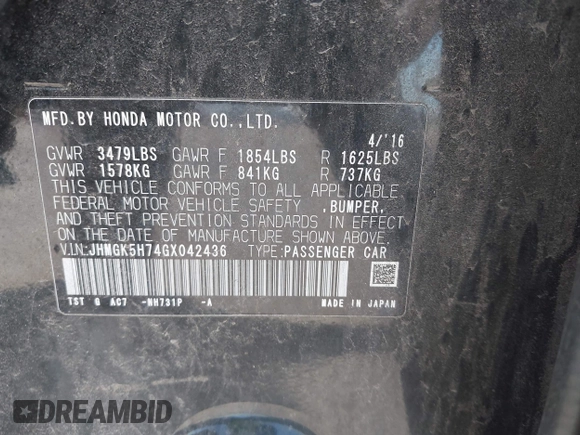 MFD.BY HONDA MOTOR CO.,LTD.
4/'16
GVWR 3479LBS GAWR F 1854LBS R 1625LBS
GVWR 1578KG GAWR F 841KG R 737KG
THIS VEHICLE CONFORMS TO ALL APPLICABLE
FEDERAL MOTOR VEHICLE SAFETY ,BUMPER,
AND THEFT PREVENTION STANDARDS IN EFFECT
ON THE DATE OF MANUFACTURE SHOWN ABOVE.
V.I.N:JHMGK5H74GX042436 TYPE:PASSENGER CAR
TST G AC7 -NH731P -A MADE IN JAPAN
DREAMBID